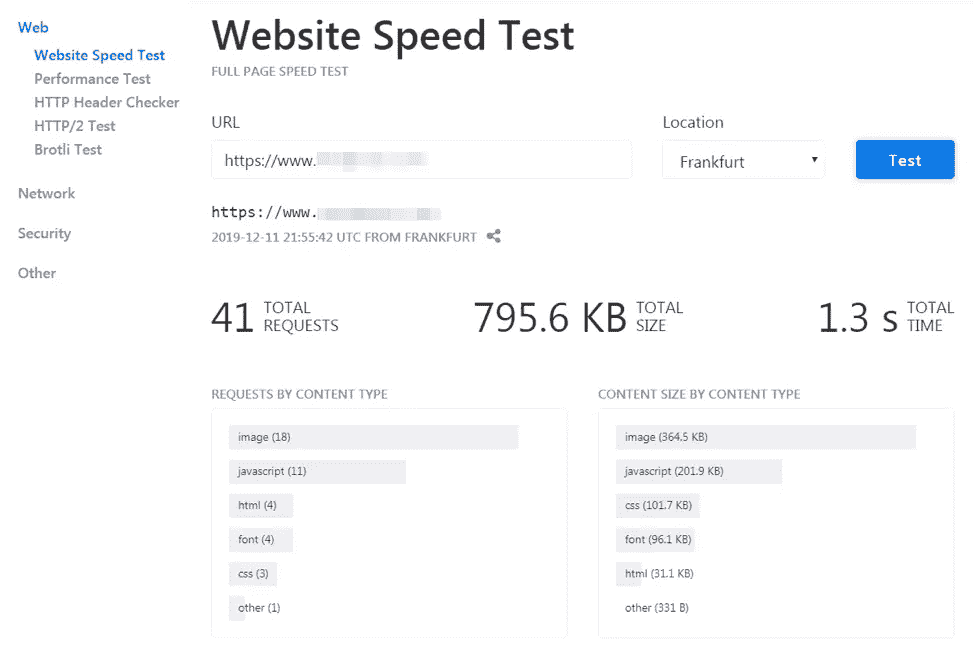 Web
Website Speed Test
Performance Test
HTTP Header Checker
HTTP/2 Test
Brotli Test
Network
Security
Other
Website Speed Test
FULL PAGE SPEED TEST
URL
https://www.
Location
Frankfurt
Test
https://www.
2019-12-11 21:55:42 UTC FROM FRANKFURT
41 TOTAL REQUESTS
795.6 KB TOTAL SIZE
1.3 s TOTAL TIME
REQUESTS BY CONTENT TYPE
image (18)
javascript (11)
html (4)
font (4)
css (3)
other (1)
CONTENT SIZE BY CONTENT TYPE
image (364.5 KB)
javascript (201.9 KB)
css (101.7 KB)
font (96.1 KB)
html (31.1 KB)
other (331 B)